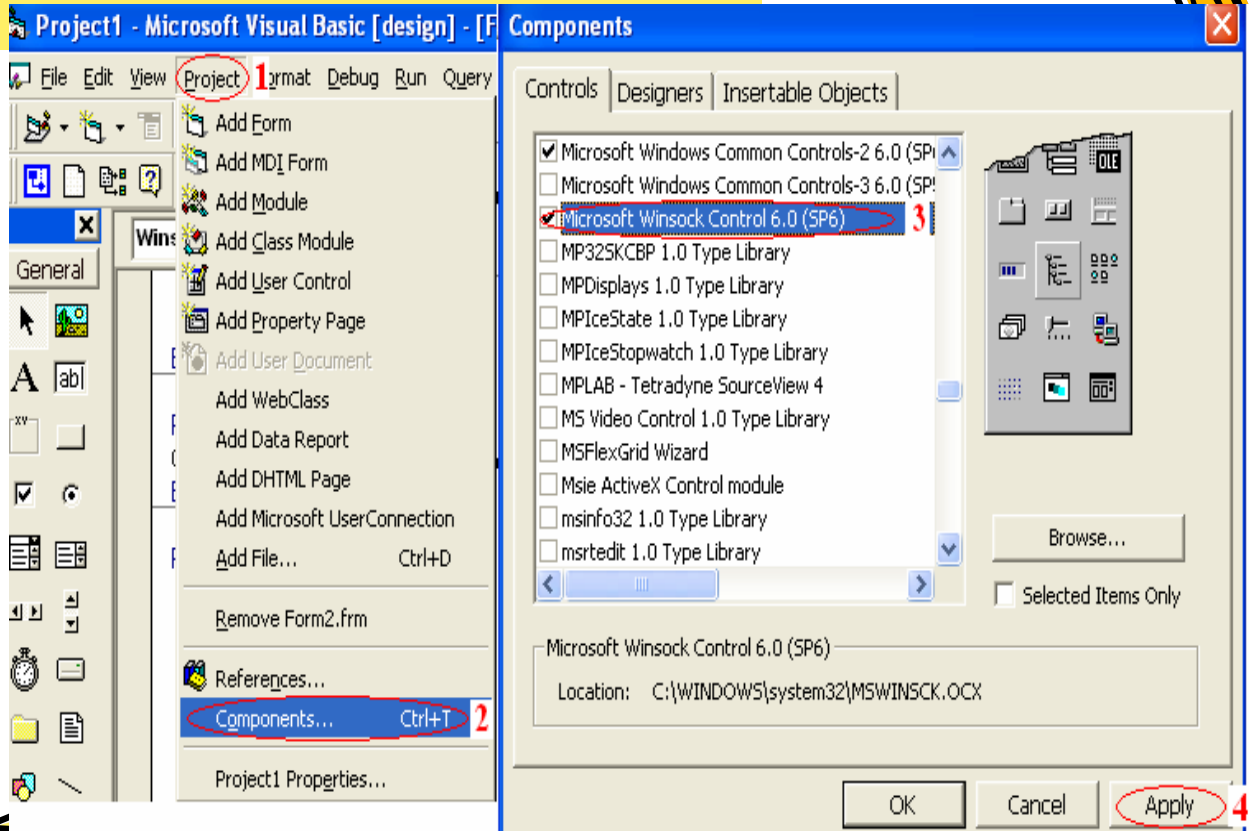 Project1 - Microsoft Visual Basic [design] - [F
File Edit View Project 1 ormat Debug Run Query
Add Form
Add MDI Form
Add Module
Add Class Module
Add User Control
Add Property Page
Add User Document
Add WebClass
Add Data Report
Add DHTML Page
Add Microsoft UserConnection
Add File... Ctrl+D
Remove Form2.frm
References...
Components... Ctrl+T 2
Project1 Properties...
General
A ab
XY
Wins
Components
Controls Designers Insertable Objects
Microsoft Windows Common Controls-2 6.0 (SP
Microsoft Windows Common Controls-3 6.0 (SP
Microsoft Winsock Control 6.0 (SP6) 3
MP32SKCBP 1.0 Type Library
MPDisplays 1.0 Type Library
MPIceState 1.0 Type Library
MPIceStopwatch 1.0 Type Library
MPLAB - Tetradyne SourceView 4
MS Video Control 1.0 Type Library
MSFlexGrid Wizard
Msie ActiveX Control module
msinfo32 1.0 Type Library
msrtedit 1.0 Type Library
OLE
Browse...
Selected Items Only
Microsoft Winsock Control 6.0 (SP6)
Location: C:\WINDOWS\system32\MSWINSCK.OCX
OK Cancel Apply 4